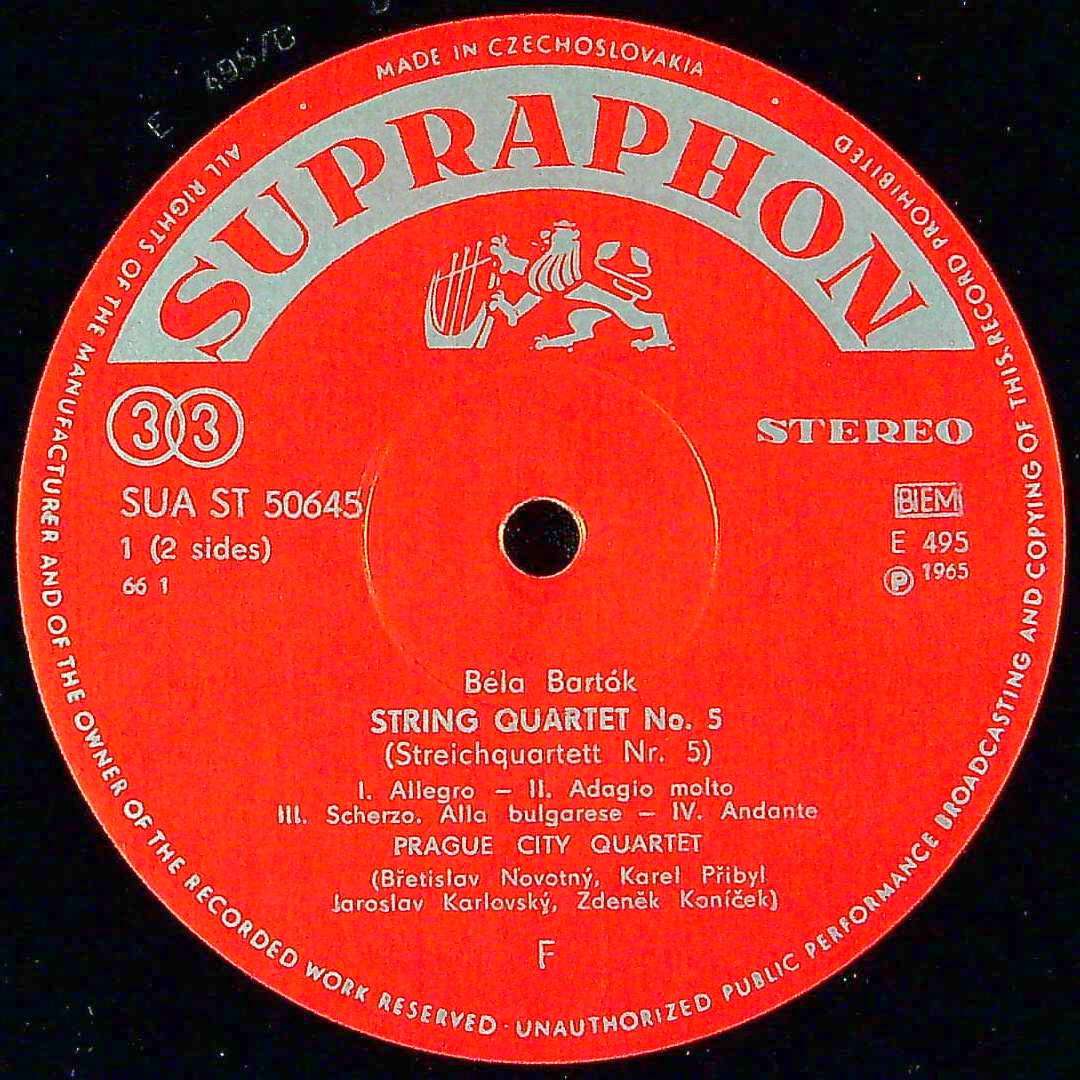 MADE IN CZECHOSLOVAKIA
SUPRAPHON
33
STEREO
SUA ST 50645
BIEM
1 (2 sides)
E 495
66 1
Ⓟ 1965
Béla Bartók
STRING QUARTET No. 5
(Streichquartett Nr. 5)
I. Allegro – II. Adagio molto
III. Scherzo. Alla bulgarese – IV. Andante
PRAGUE CITY QUARTET
(Břetislav Novotný, Karel Přibyl
Jaroslav Karlovský, Zdeněk Koníček)
F
ALL RIGHTS OF THE MANUFACTURER AND OF THE OWNER OF THE RECORDED WORK RESERVED · UNAUTHORIZED PUBLIC PERFORMANCE BROADCASTING AND COPYING OF THIS RECORD PROHIBITED